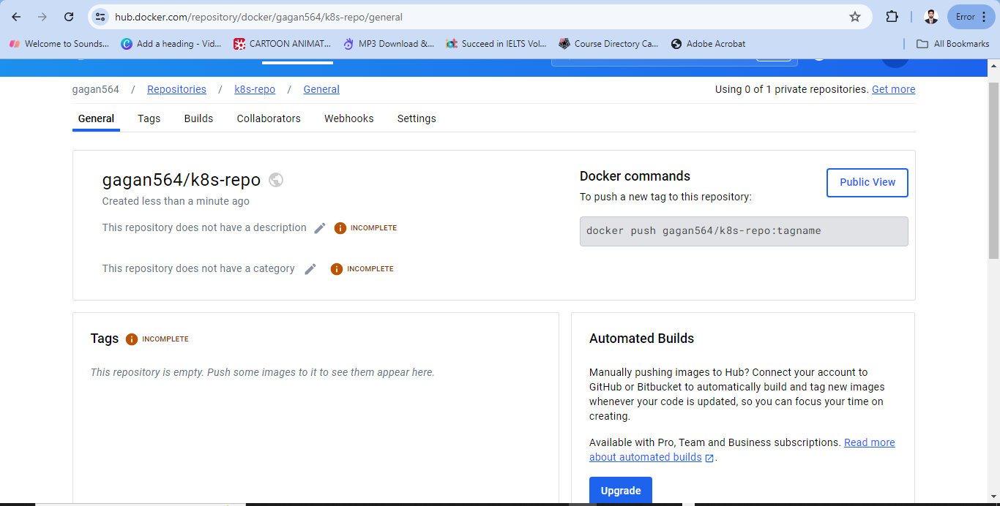 hub.docker.com/repository/docker/gagan564/k8s-repo/general
Error
Welcome to Sounds...
Add a heading - Vid...
CARTOON ANIMAT...
MP3 Download &...
Succeed in IELTS Vol...
Course Directory Ca...
Adobe Acrobat
All Bookmarks
gagan564 / Repositories / k8s-repo / General
Using 0 of 1 private repositories. Get more
General Tags Builds Collaborators Webhooks Settings
gagan564/k8s-repo
Created less than a minute ago
This repository does not have a description INCOMPLETE
This repository does not have a category INCOMPLETE
Docker commands
Public View
To push a new tag to this repository:
docker push gagan564/k8s-repo:tagname
Tags INCOMPLETE
This repository is empty. Push some images to it to see them appear here.
Automated Builds
Manually pushing images to Hub? Connect your account to
GitHub or Bitbucket to automatically build and tag new images
whenever your code is updated, so you can focus your time on
creating.
Available with Pro, Team and Business subscriptions. Read more
about automated builds .
Upgrade